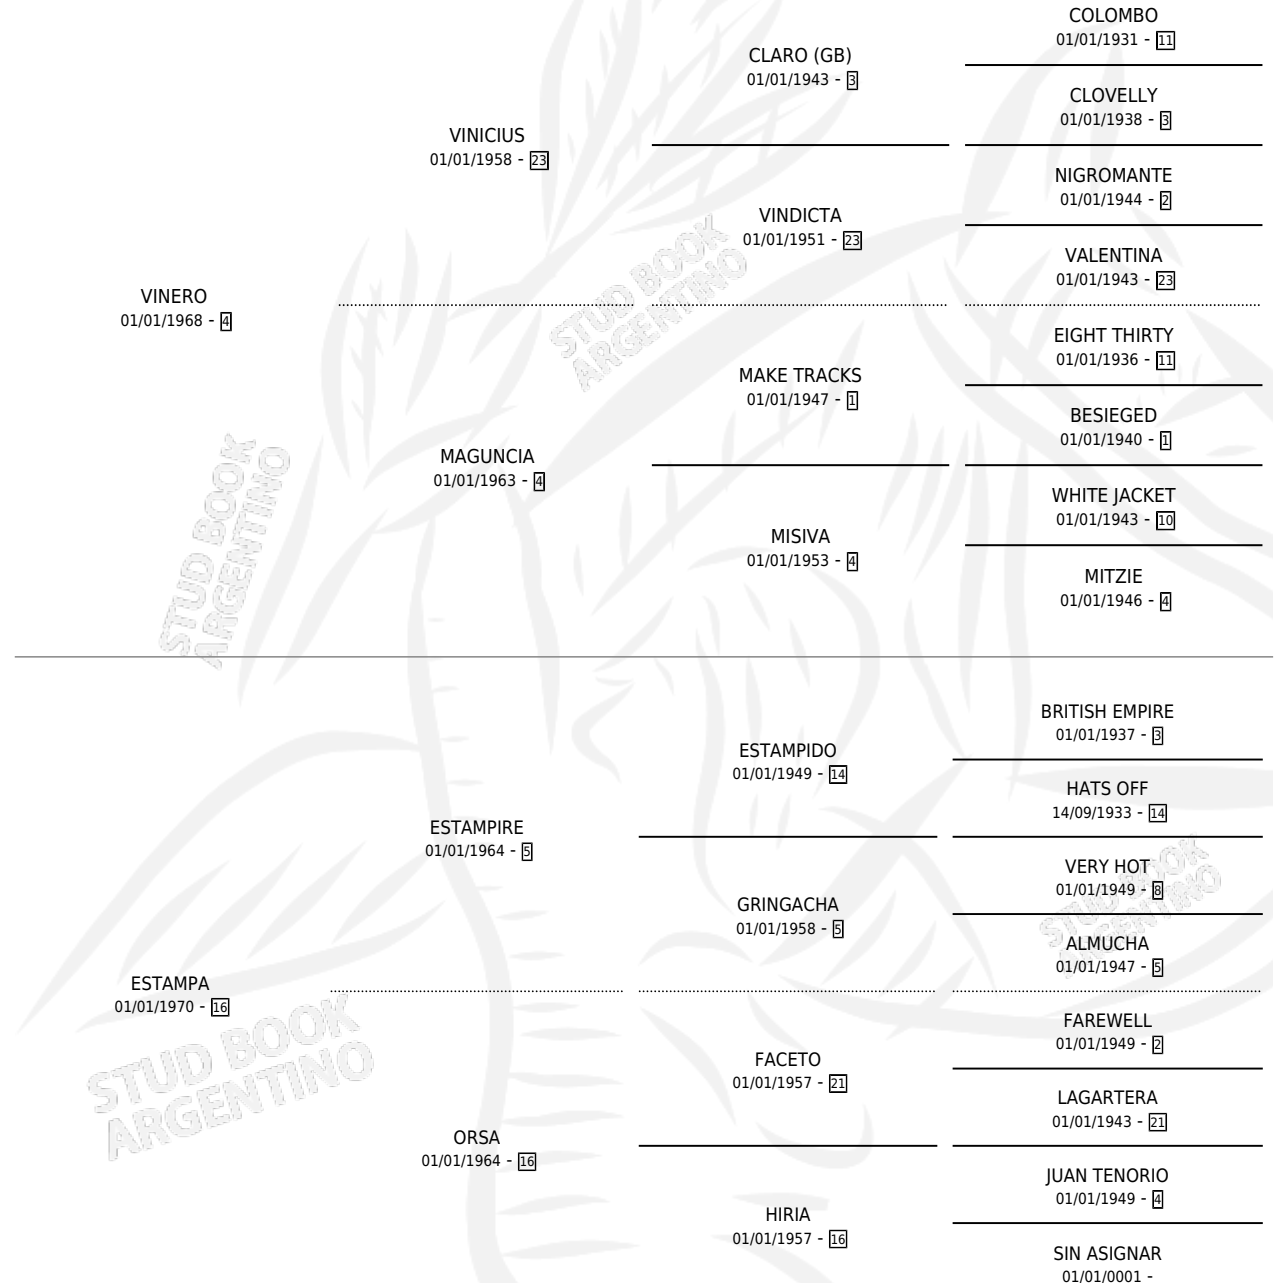 COLOMBO
01/01/1931 - 11
CLARO (GB)
01/01/1943 - 3
CLOVELLY
01/01/1938 - 3
VINICIUS
01/01/1958 - 23
NIGROMANTE
01/01/1944 - 2
VINDICTA
01/01/1951 - 23
VALENTINA
01/01/1943 - 23
VINERO
01/01/1968 - 4
EIGHT THIRTY
01/01/1936 - 11
MAKE TRACKS
01/01/1947 - 1
BESIEGED
01/01/1940 - 1
MAGUNCIA
01/01/1963 - 4
WHITE JACKET
01/01/1943 - 10
MISIVA
01/01/1953 - 4
MITZIE
01/01/1946 - 4
STUD BOOK
ARGENTINO
STUD BOOK
ARGENTINO
BRITISH EMPIRE
01/01/1937 - 3
ESTAMPIDO
01/01/1949 - 14
HATS OFF
14/09/1933 - 14
ESTAMPIRE
01/01/1964 - 5
VERY HOT
01/01/1949 - 8
GRINGACHA
01/01/1958 - 5
ALMUCHA
01/01/1947 - 5
ESTAMPA
01/01/1970 - 16
FAREWELL
01/01/1949 - 2
FACETO
01/01/1957 - 21
LAGARTERA
01/01/1943 - 21
ORSA
01/01/1964 - 16
JUAN TENORIO
01/01/1949 - 4
HIRIA
01/01/1957 - 16
SIN ASIGNAR
01/01/0001 -
STUD BOOK
ARGENTINO
STUD BOOK
ARGENTINO